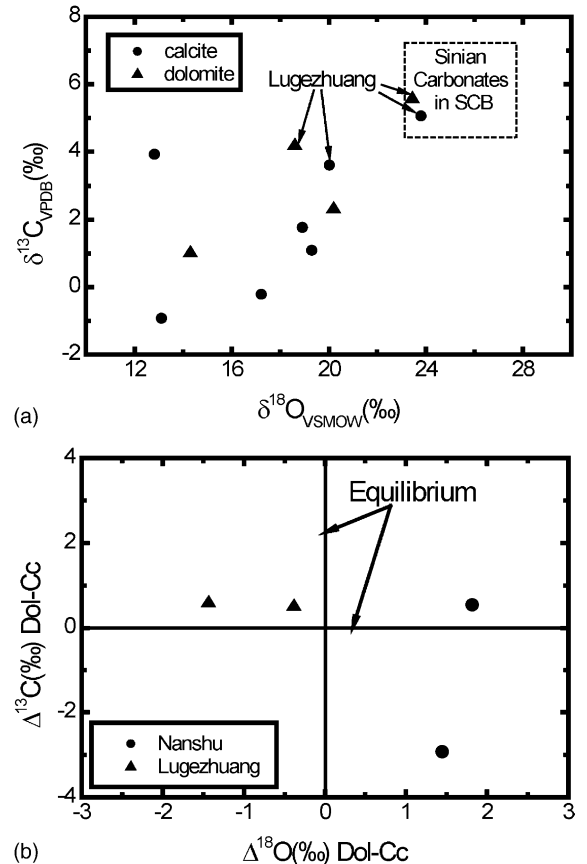 8
6
4
2
0
-2
calcite
dolomite
Lugezhuang
Sinian
Carbonates
in SCB
12 16 20 24 28
δ13CVPDB(‰)
δ18OVSMOW(‰)
(a)
4
2
0
-2
-4
Equilibrium
Nanshu
Lugezhuang
-3 -2 -1 0 1 2 3
Δ13C(‰) Dol-Cc
Δ18O(‰) Dol-Cc
(b)